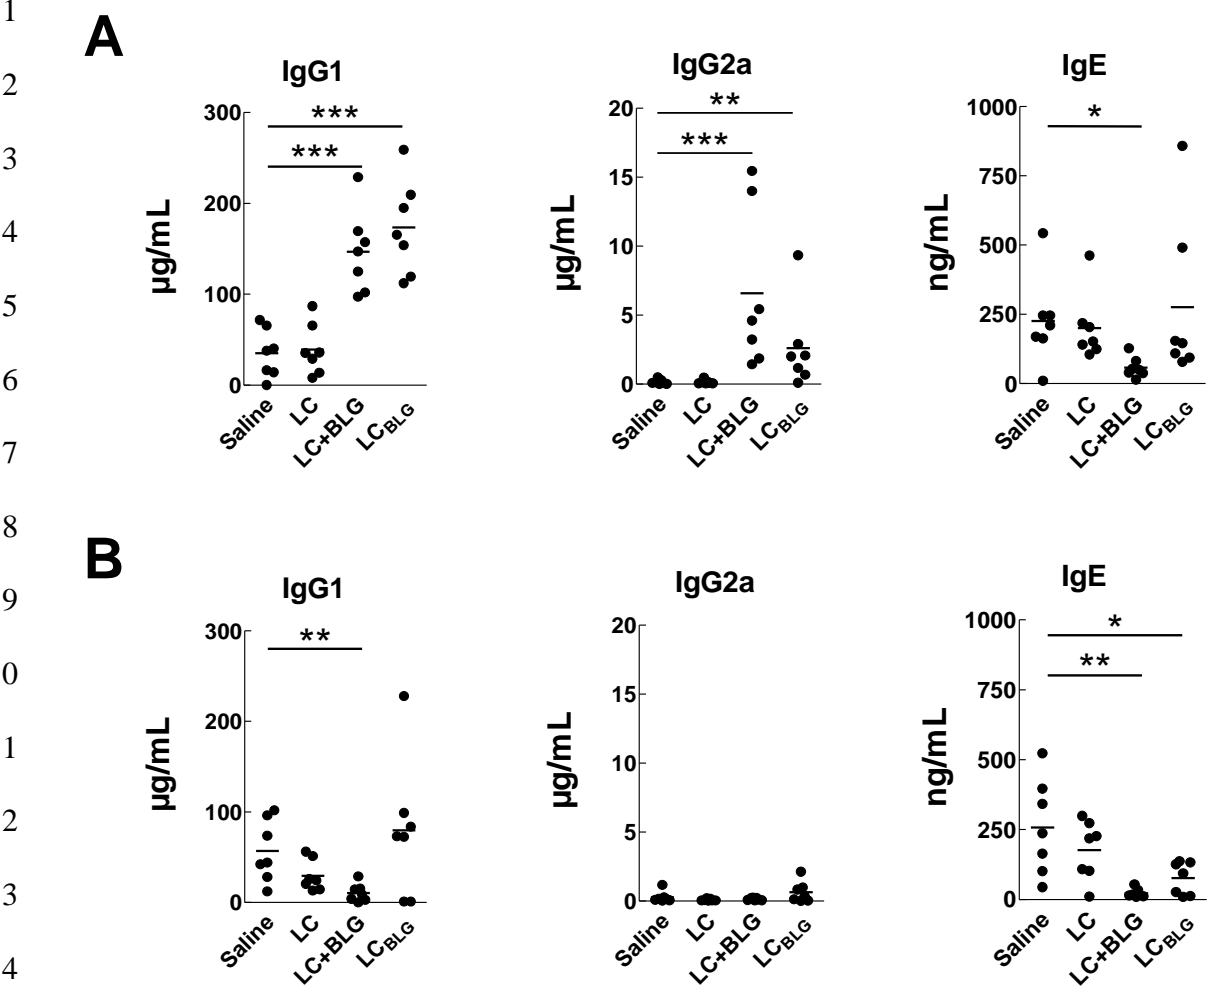 1
A
IgG1
IgG2a
IgE
2
300
***
***
200
100
0
µg/mL
Saline
LC
LC+BLG
LCBLG
20
**
***
15
10
5
0
µg/mL
Saline
LC
LC+BLG
LCBLG
1000
*
750
500
250
0
ng/mL
Saline
LC
LC+BLG
LCBLG
3
4
5
6
7
8
B
IgG1
IgG2a
IgE
9
300
**
200
100
0
µg/mL
Saline
LC
LC+BLG
LCBLG
20
15
10
5
0
µg/mL
Saline
LC
LC+BLG
LCBLG
1000
*
**
750
500
250
0
ng/mL
Saline
LC
LC+BLG
LCBLG
0
1
2
3
4